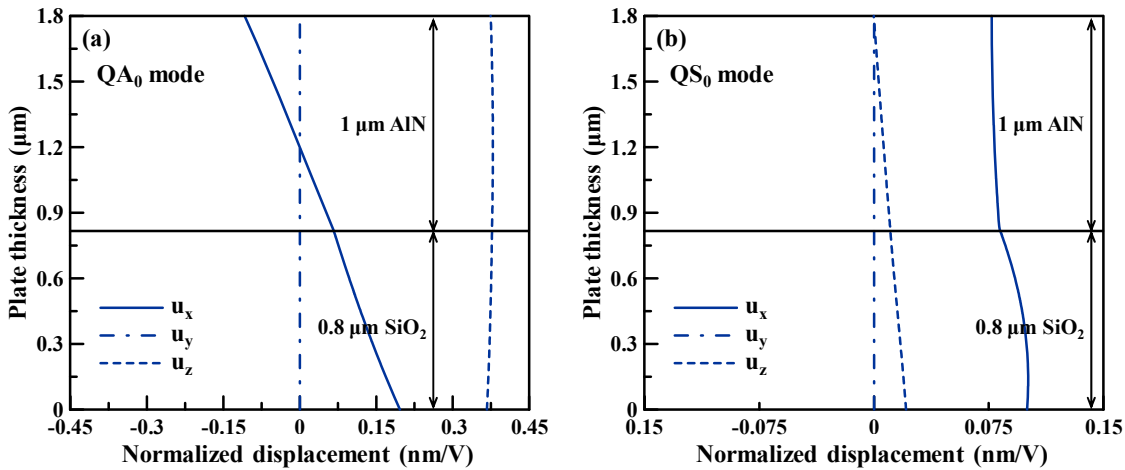 (a)
QA₀ mode
1 μm AlN
0.8 μm SiO₂
uₓ
u_y
u_z
Plate thickness (μm)
1.8
1.5
1.2
0.9
0.6
0.3
0
-0.45
-0.3
-0.15
0
0.15
0.3
0.45
Normalized displacement (nm/V)
(b)
QS₀ mode
1 μm AlN
0.8 μm SiO₂
uₓ
u_y
u_z
Plate thickness (μm)
1.8
1.5
1.2
0.9
0.6
0.3
0
0.15
-0.075
0
0.075
0.15
Normalized displacement (nm/V)